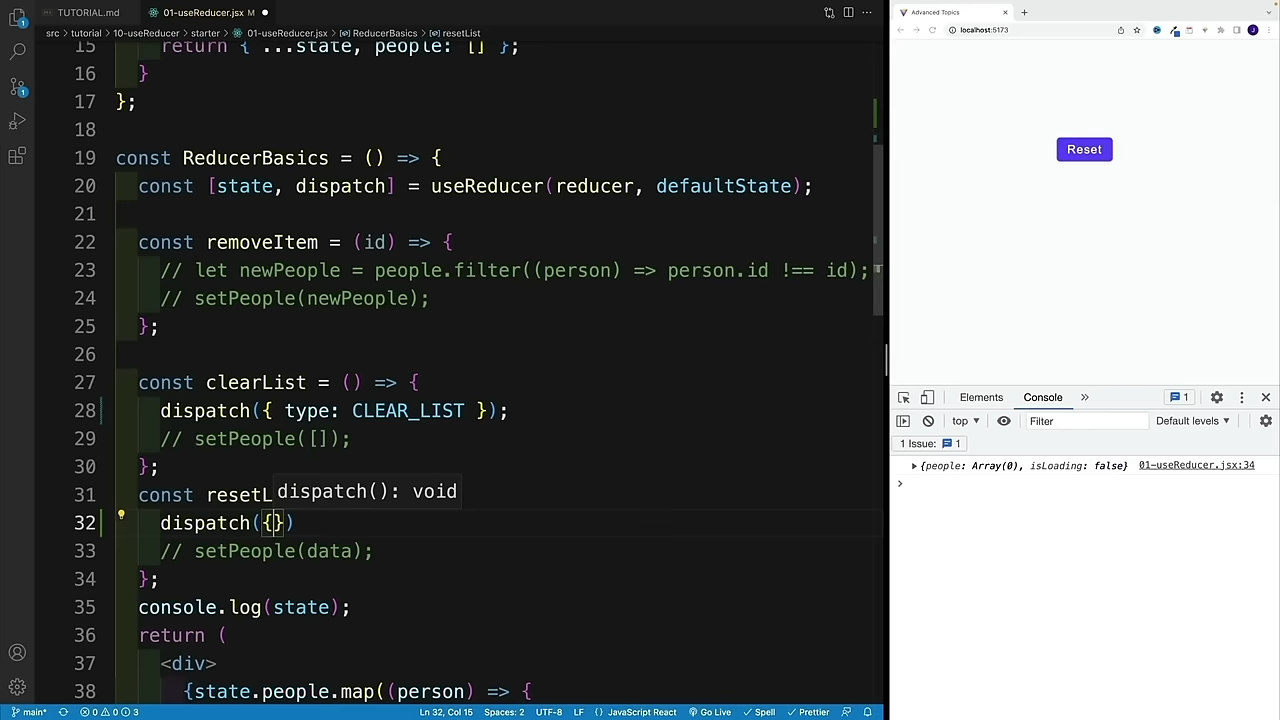 TUTORIAL.md
01-useReducer.jsx M
src > tutorial > 10-useReducer > starter > 01-useReducer.jsx > ReducerBasics > resetList
15 return { ...state, people: [] };
16 }
17 };
18
19 const ReducerBasics = () => {
20 const [state, dispatch] = useReducer(reducer, defaultState);
21
22 const removeItem = (id) => {
23 // let newPeople = people.filter((person) => person.id !== id);
24 // setPeople(newPeople);
25 };
26
27 const clearList = () => {
28 dispatch({ type: CLEAR_LIST });
29 // setPeople([]);
30 };
31 const resetL
dispatch(): void
32 dispatch({})
33 // setPeople(data);
34 };
35 console.log(state);
36 return (
37 <div>
38 {state.people.map((person) => {
main* 0 0 3 Ln 32, Col 15 Spaces: 2 UTF-8 LF { } JavaScript React Go Live Spell Prettier
Advanced Topics
localhost:5173
J
Reset
Elements Console 1
top Filter Default levels
1 Issue: 1
{people: Array(0), isLoading: false} 01-useReducer.jsx:34